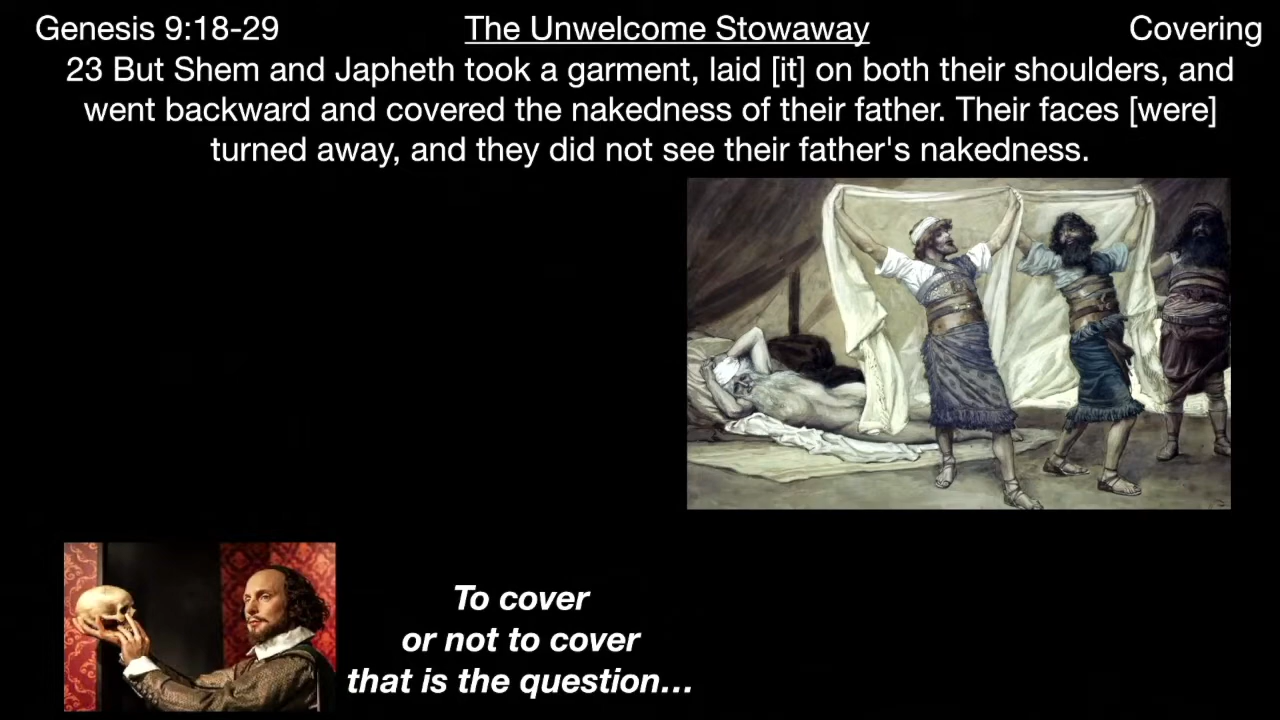 Genesis 9:18-29
The Unwelcome Stowaway
Covering
23 But Shem and Japheth took a garment, laid [it] on both their shoulders, and
went backward and covered the nakedness of their father. Their faces [were]
turned away, and they did not see their father's nakedness.
To cover
or not to cover
that is the question...